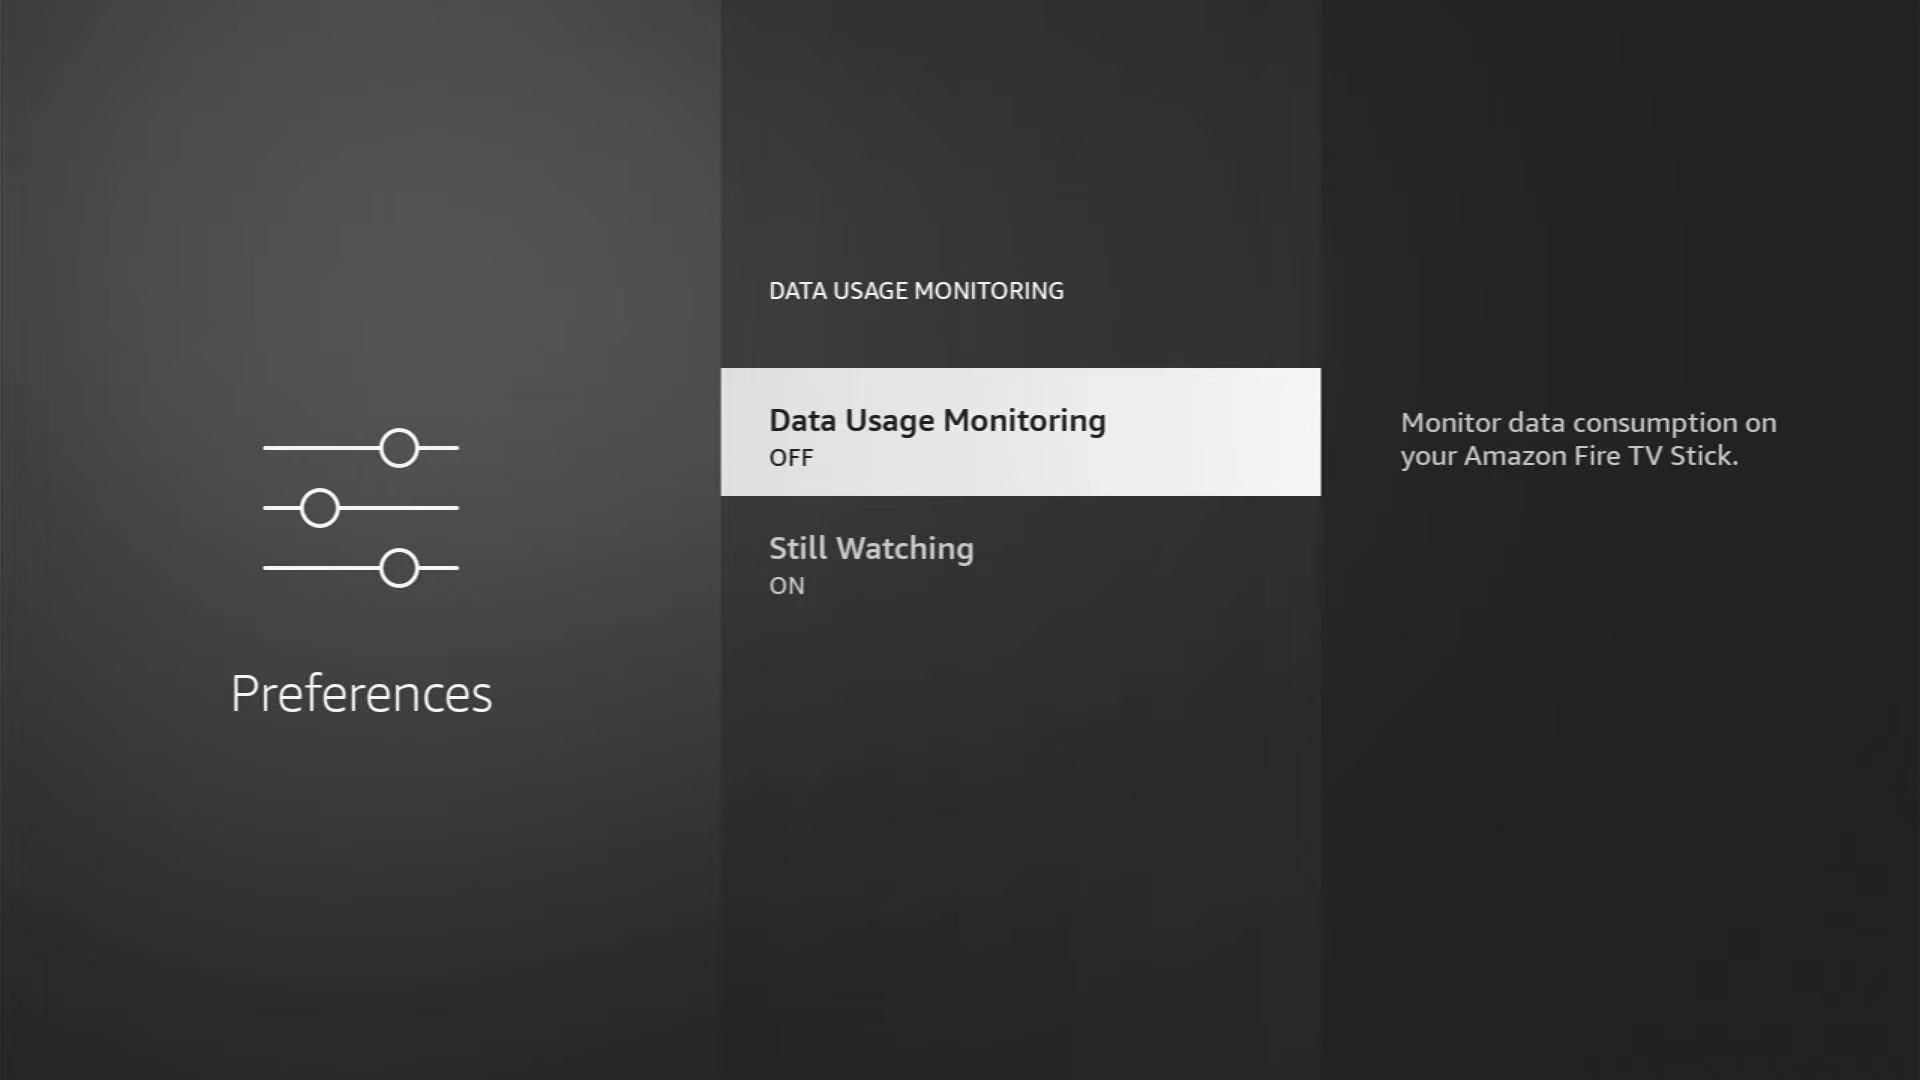 DATA USAGE MONITORING
Data Usage Monitoring
OFF
Monitor data consumption on
your Amazon Fire TV Stick.
Still Watching
ON
Preferences